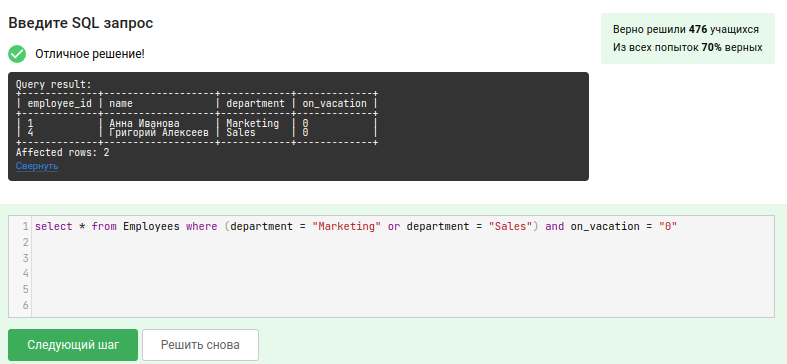 Введите SQL запрос
Верно решили 476 учащихся
Из всех попыток 70% верных
Отличное решение!
Query result:
+-------------+-------------------+------------+-------------+
| employee_id | name              | department | on_vacation |
+-------------+-------------------+------------+-------------+
| 1           | Анна Иванова      | Marketing  | 0           |
| 4           | Григорий Алексеев | Sales      | 0           |
+-------------+-------------------+------------+-------------+
Affected rows: 2
Свернуть
1 select * from Employees where (department = "Marketing" or department = "Sales") and on_vacation = "0"
2
3
4
5
6
Следующий шаг
Решить снова